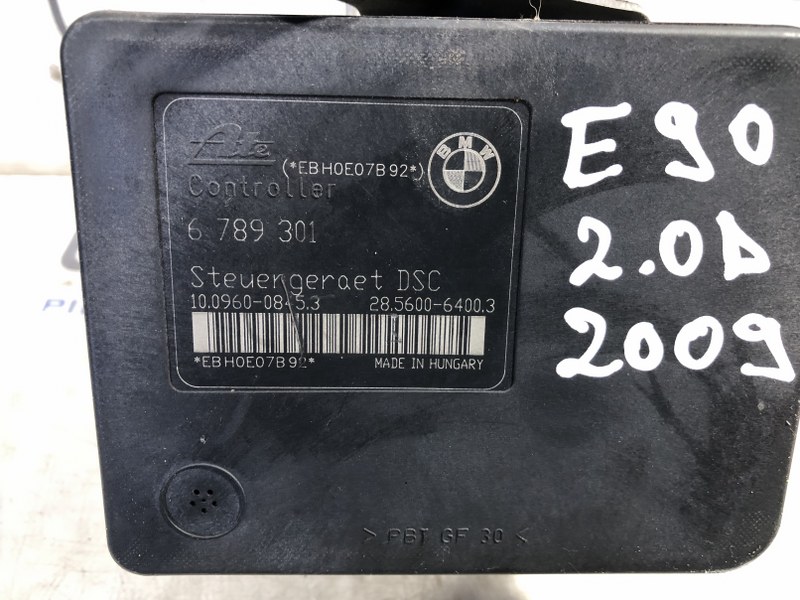 Ate
(*EBH0E07B92*)
BMW
Controller
6 789 301
Steuergeraet DSC
10.0960-0845.3 28.5600-6400.3
*EBH0E07B92*
MADE IN HUNGARY
E90
2.0D
2009
> PBT GF 30 <